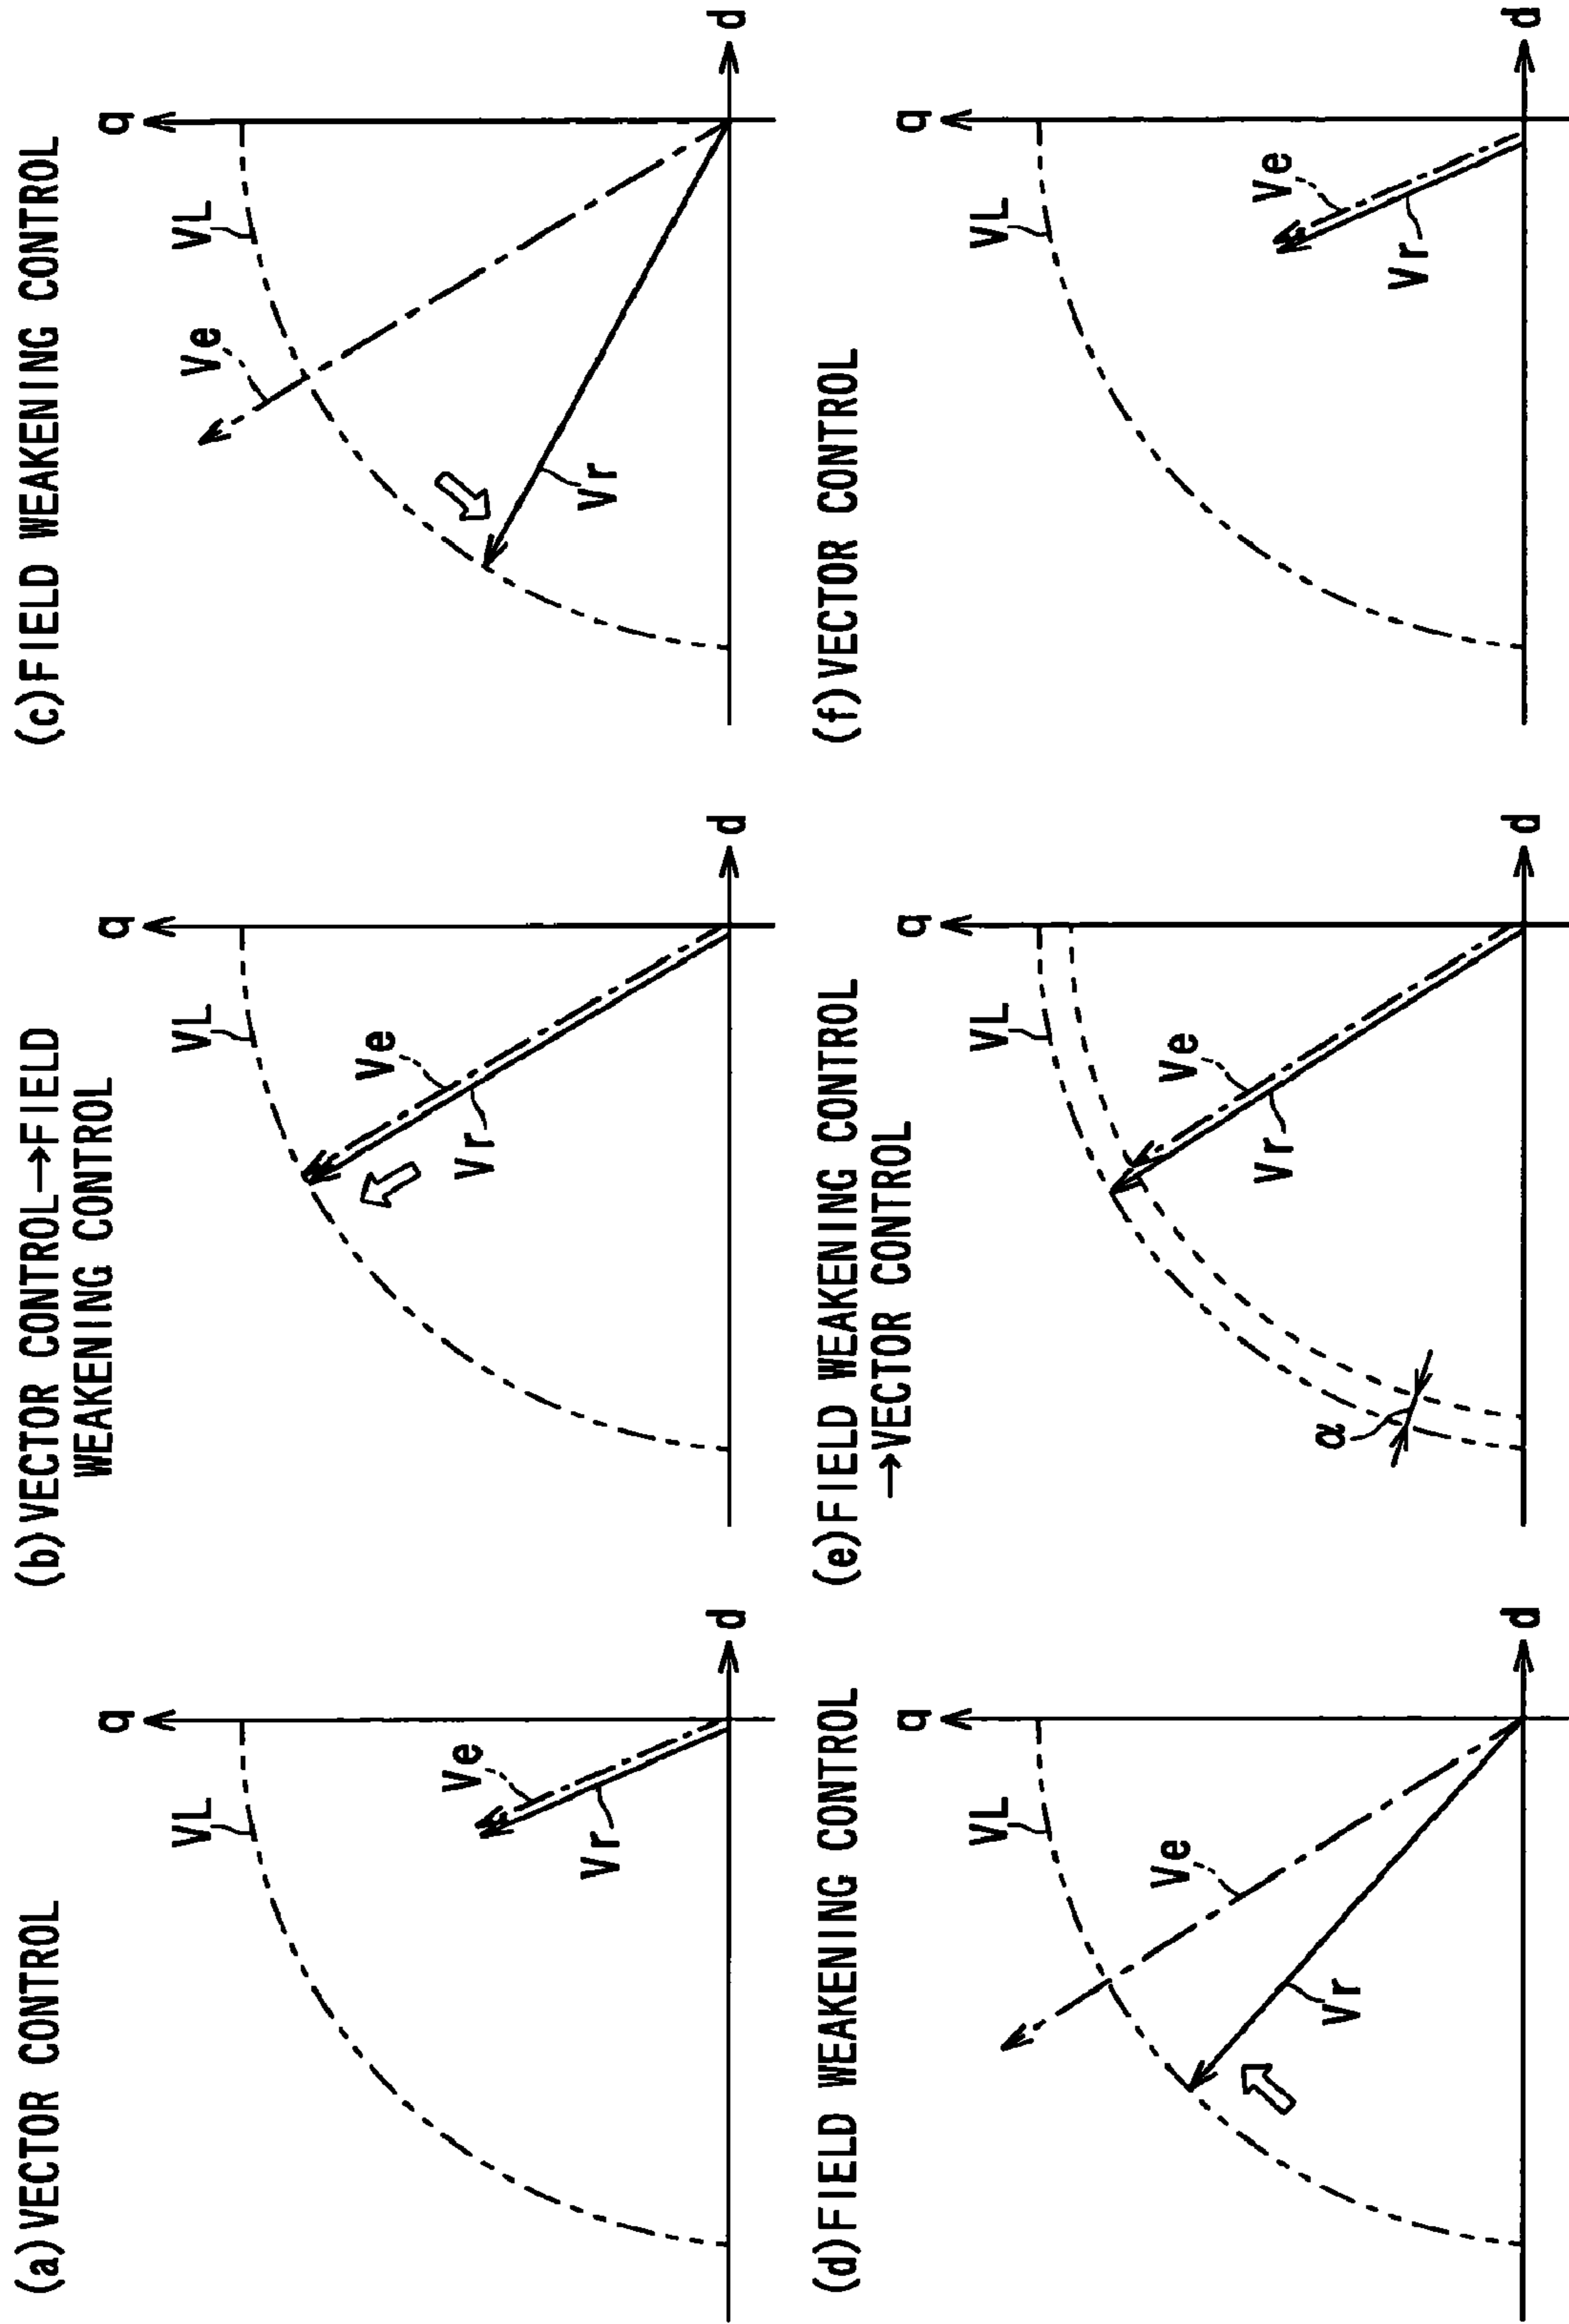 (a)VECTOR CONTROL
q
VL
Ve
Vr
d
(b)VECTOR CONTROL→FIELD
WEAKENING CONTROL
q
VL
Ve
Vr
d
(c)FIELD WEAKENING CONTROL
q
VL
Ve
Vr
d
(d)FIELD WEAKENING CONTROL
q
VL
Ve
Vr
d
(e)FIELD WEAKENING CONTROL
→VECTOR CONTROL
q
VL
Ve
Vr
α
d
(f)VECTOR CONTROL
q
VL
Ve
Vr
d